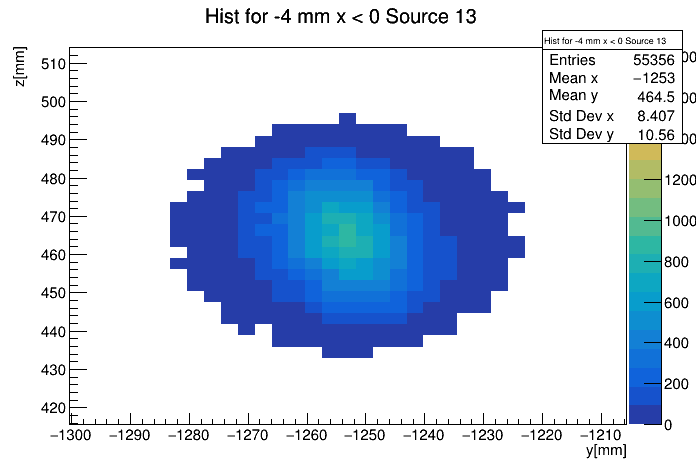 Hist for -4 mm x < 0 Source 13
Hist for -4 mm x < 0 Source 13
Entries 55356
Mean x −1253
Mean y 464.5
Std Dev x 8.407
Std Dev y 10.56
z[mm]
510
500
490
480
470
460
450
440
430
420
−1300 −1290 −1280 −1270 −1260 −1250 −1240 −1230 −1220 −1210
y[mm]
1200
1000
800
600
400
200
0